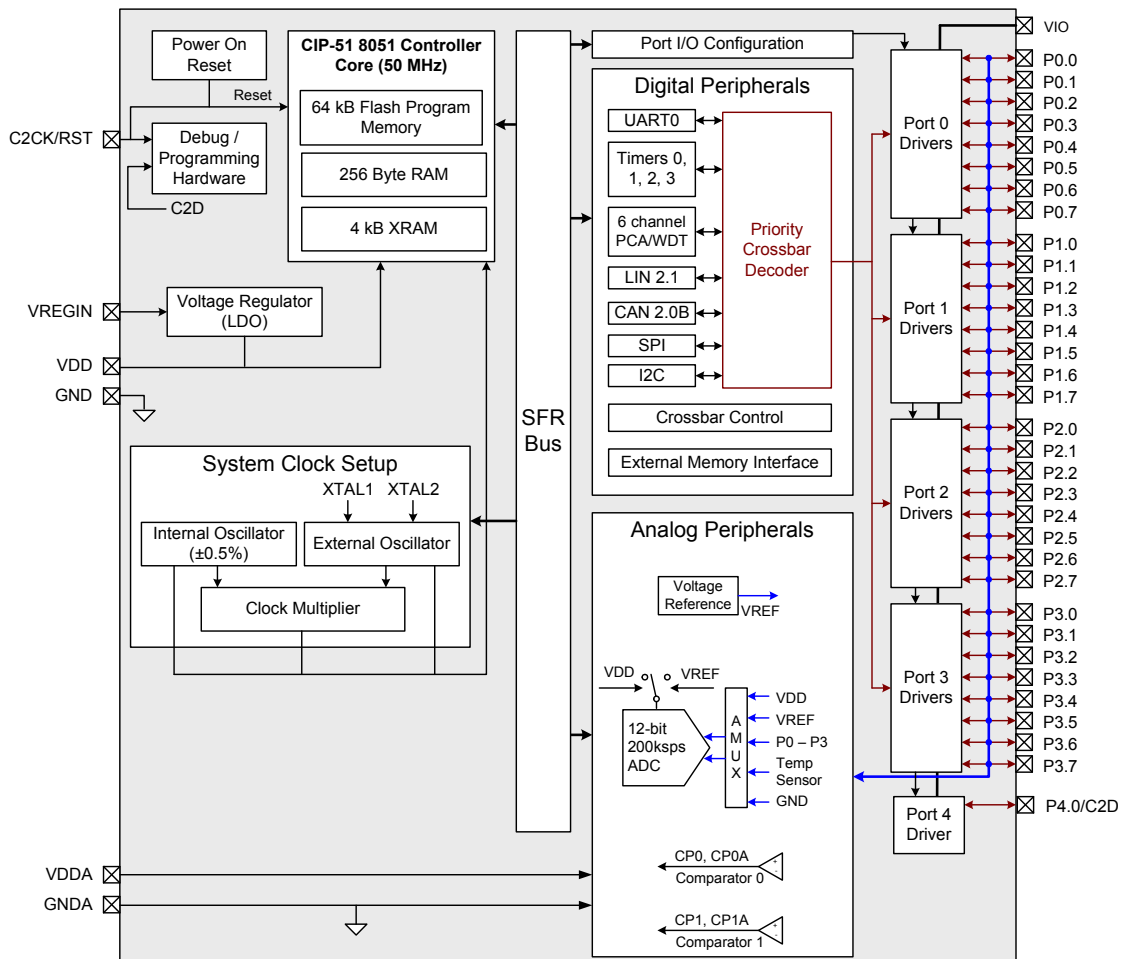 Power On
Reset
Reset
C2CK/RST
Debug /
Programming
Hardware
C2D
CIP-51 8051 Controller
Core (50 MHz)
64 kB Flash Program
Memory
256 Byte RAM
4 kB XRAM
VREGIN
Voltage Regulator
(LDO)
VDD
GND
System Clock Setup
XTAL1
XTAL2
Internal Oscillator
(±0.5%)
External Oscillator
Clock Multiplier
VDDA
GNDA
SFR
Bus
Port I/O Configuration
Digital Peripherals
UART0
Timers 0,
1, 2, 3
6 channel
PCA/WDT
LIN 2.1
CAN 2.0B
SPI
I2C
Priority
Crossbar
Decoder
Crossbar Control
External Memory Interface
Analog Peripherals
Voltage
Reference
VREF
VDD
VREF
12-bit
200ksps
ADC
A
M
U
X
VDD
VREF
P0 – P3
Temp
Sensor
GND
CP0, CP0A
+
-
Comparator 0
CP1, CP1A
+
-
Comparator 1
Port 0
Drivers
Port 1
Drivers
Port 2
Drivers
Port 3
Drivers
Port 4
Driver
VIO
P0.0
P0.1
P0.2
P0.3
P0.4
P0.5
P0.6
P0.7
P1.0
P1.1
P1.2
P1.3
P1.4
P1.5
P1.6
P1.7
P2.0
P2.1
P2.2
P2.3
P2.4
P2.5
P2.6
P2.7
P3.0
P3.1
P3.2
P3.3
P3.4
P3.5
P3.6
P3.7
P4.0/C2D